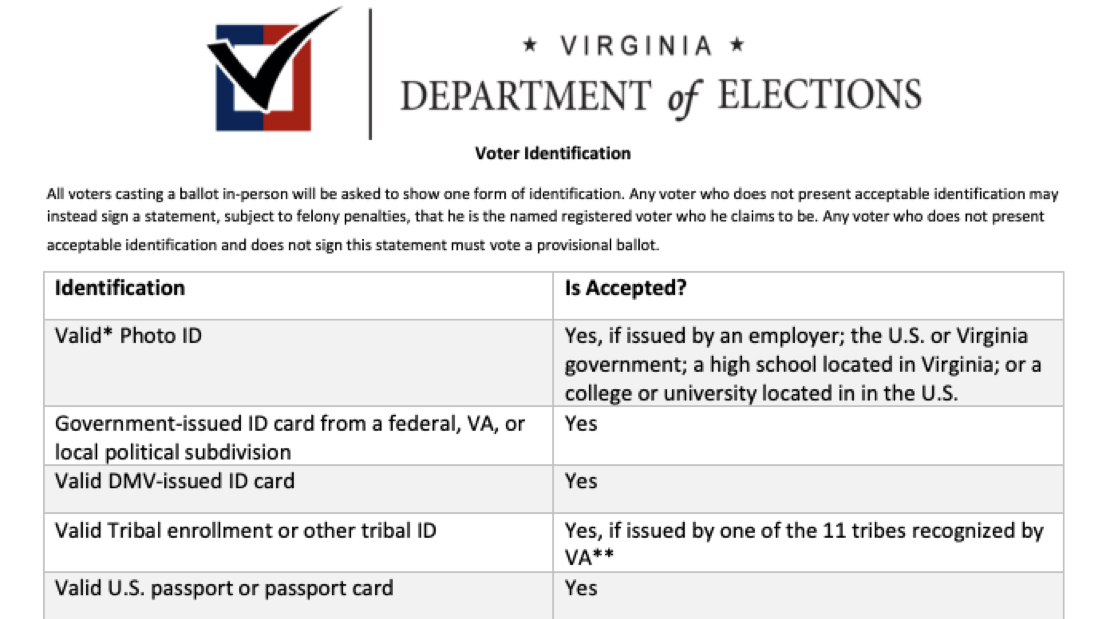 ★ VIRGINIA ★
DEPARTMENT of ELECTIONS
Voter Identification
All voters casting a ballot in-person will be asked to show one form of identification. Any voter who does not present acceptable identification may
instead sign a statement, subject to felony penalties, that he is the named registered voter who he claims to be. Any voter who does not present
acceptable identification and does not sign this statement must vote a provisional ballot.
Identification
Is Accepted?
Valid* Photo ID
Yes, if issued by an employer; the U.S. or Virginia
government; a high school located in Virginia; or a
college or university located in in the U.S.
Government-issued ID card from a federal, VA, or
local political subdivision
Yes
Valid DMV-issued ID card
Yes
Valid Tribal enrollment or other tribal ID
Yes, if issued by one of the 11 tribes recognized by
VA**
Valid U.S. passport or passport card
Yes